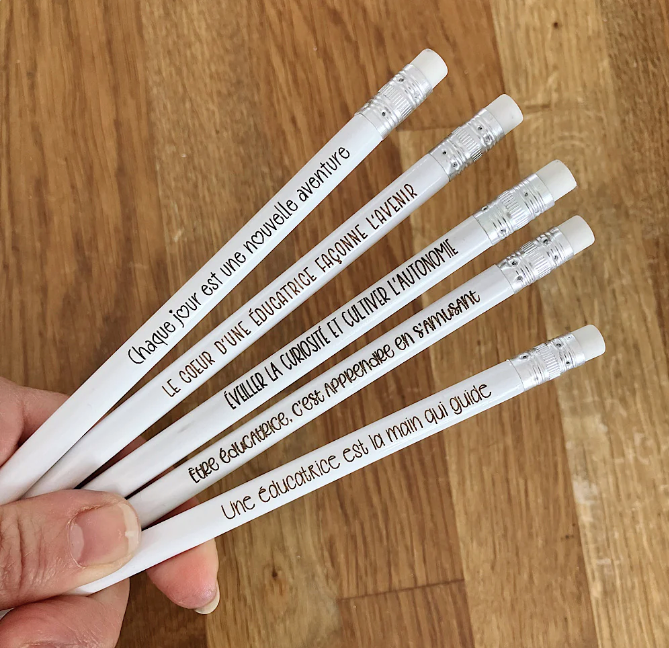 Chaque jour est une nouvelle aventure
LE COEUR D'UNE ÉDUCATRICE FAÇONNE L'AVENIR
ÉVEILLER LA CURIOSITÉ ET CULTIVER L'AUTONOMIE
Être éducatrice, c'est apprendre en s'amusant
Une éducatrice est la main qui guide